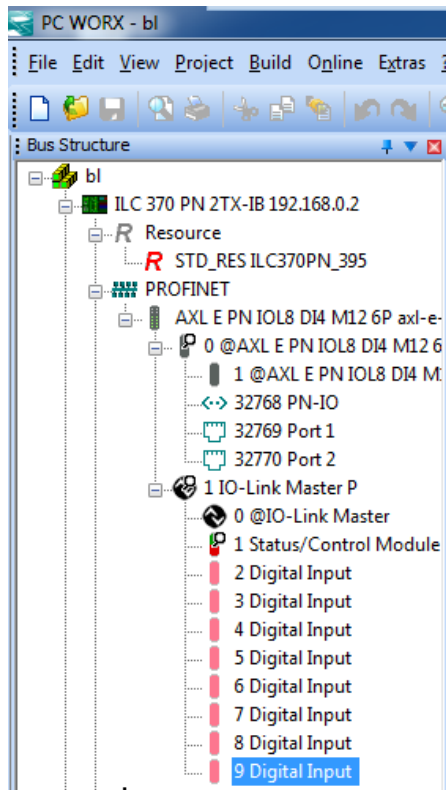 PC WORX - bl
File Edit View Project Build Online Extras ?
Bus Structure
bl
ILC 370 PN 2TX-IB 192.168.0.2
R Resource
R STD_RES ILC370PN_395
PROFINET
AXL E PN IOL8 DI4 M12 6P axl-e-
0 @AXL E PN IOL8 DI4 M12 6
1 @AXL E PN IOL8 DI4 M
32768 PN-IO
32769 Port 1
32770 Port 2
1 IO-Link Master P
0 @IO-Link Master
1 Status/Control Module
2 Digital Input
3 Digital Input
4 Digital Input
5 Digital Input
6 Digital Input
7 Digital Input
8 Digital Input
9 Digital Input